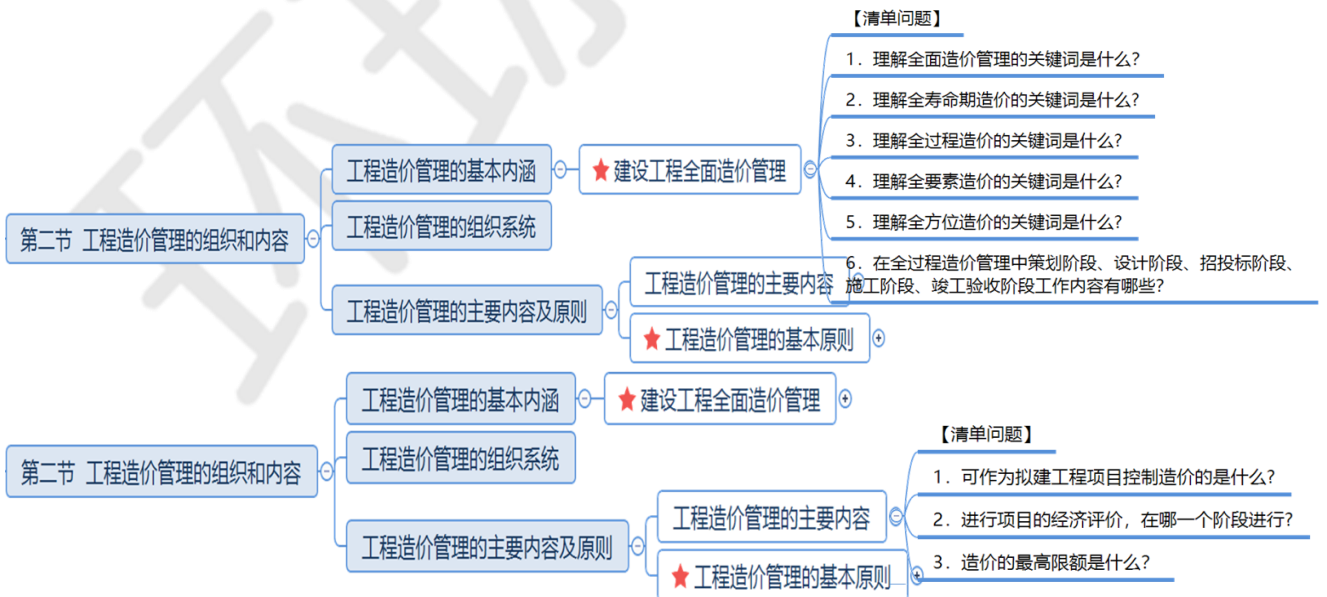 【清单问题】
1．理解全面造价管理的关键词是什么？
2．理解全寿命期造价的关键词是什么？
3．理解全过程造价的关键词是什么？
4．理解全要素造价的关键词是什么？
5．理解全方位造价的关键词是什么？
6．在全过程造价管理中策划阶段、设计阶段、招投标阶段、
施工阶段、竣工验收阶段工作内容有哪些？
工程造价管理的基本内涵
建设工程全面造价管理
第二节 工程造价管理的组织和内容
工程造价管理的组织系统
工程造价管理的主要内容及原则
工程造价管理的主要内容
工程造价管理的基本原则
工程造价管理的基本内涵
建设工程全面造价管理
第二节 工程造价管理的组织和内容
工程造价管理的组织系统
工程造价管理的主要内容及原则
工程造价管理的主要内容
工程造价管理的基本原则
【清单问题】
1．可作为拟建工程项目控制造价的是什么？
2．进行项目的经济评价，在哪一个阶段进行？
3．造价的最高限额是什么？